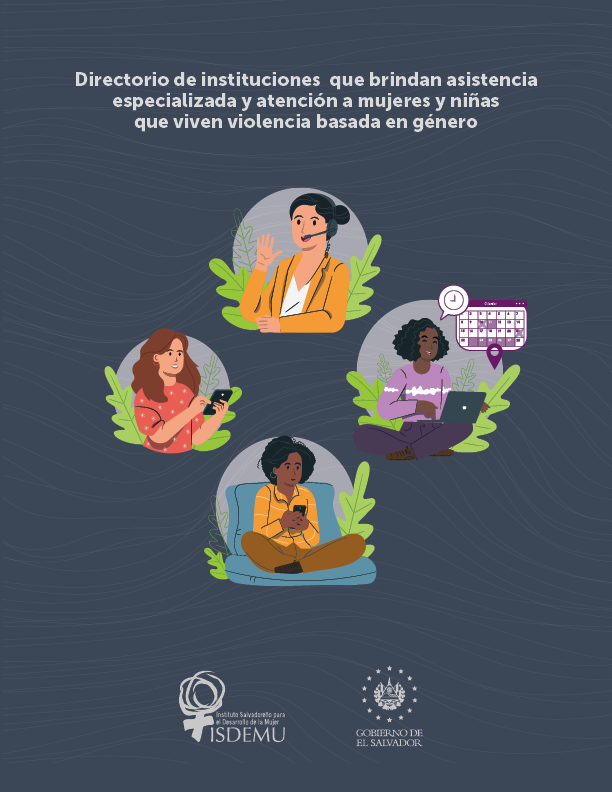 Directorio de instituciones que brindan asistencia
especializada y atención a mujeres y niñas
que viven violencia basada en género
Instituto Salvadoreño para
el Desarrollo de la Mujer
ISDEMU
GOBIERNO DE
EL SALVADOR